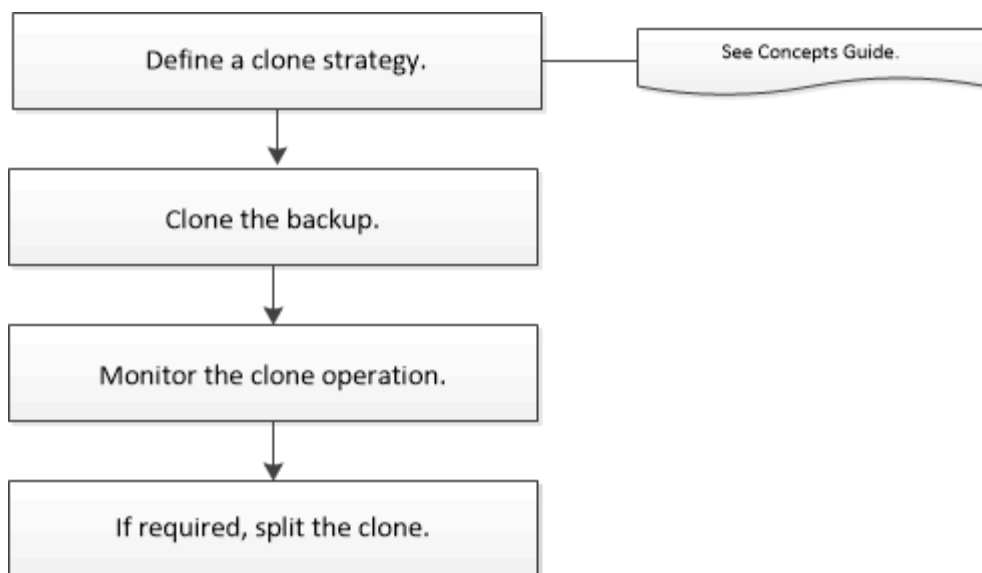 Define a clone strategy.
See Concepts Guide.
Clone the backup.
Monitor the clone operation.
If required, split the clone.